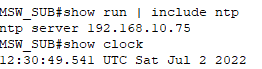 MSW_SUB#show run | include ntp
ntp server 192.168.10.75
MSW_SUB#show clock
12:30:49.541 UTC Sat Jul 2 2022